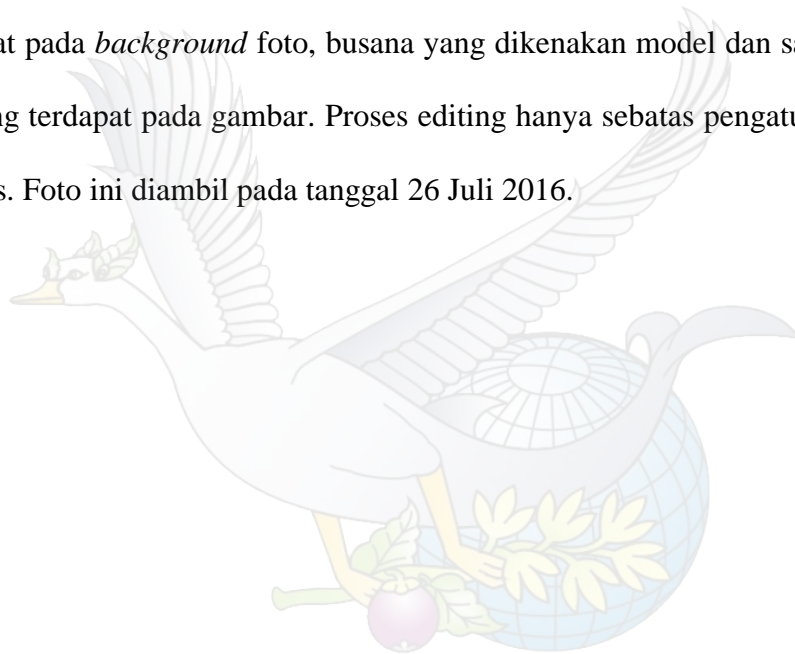 at pada background foto, busana yang dikenakan model dan sa
ng terdapat pada gambar. Proses editing hanya sebatas pengatu
s. Foto ini diambil pada tanggal 26 Juli 2016.